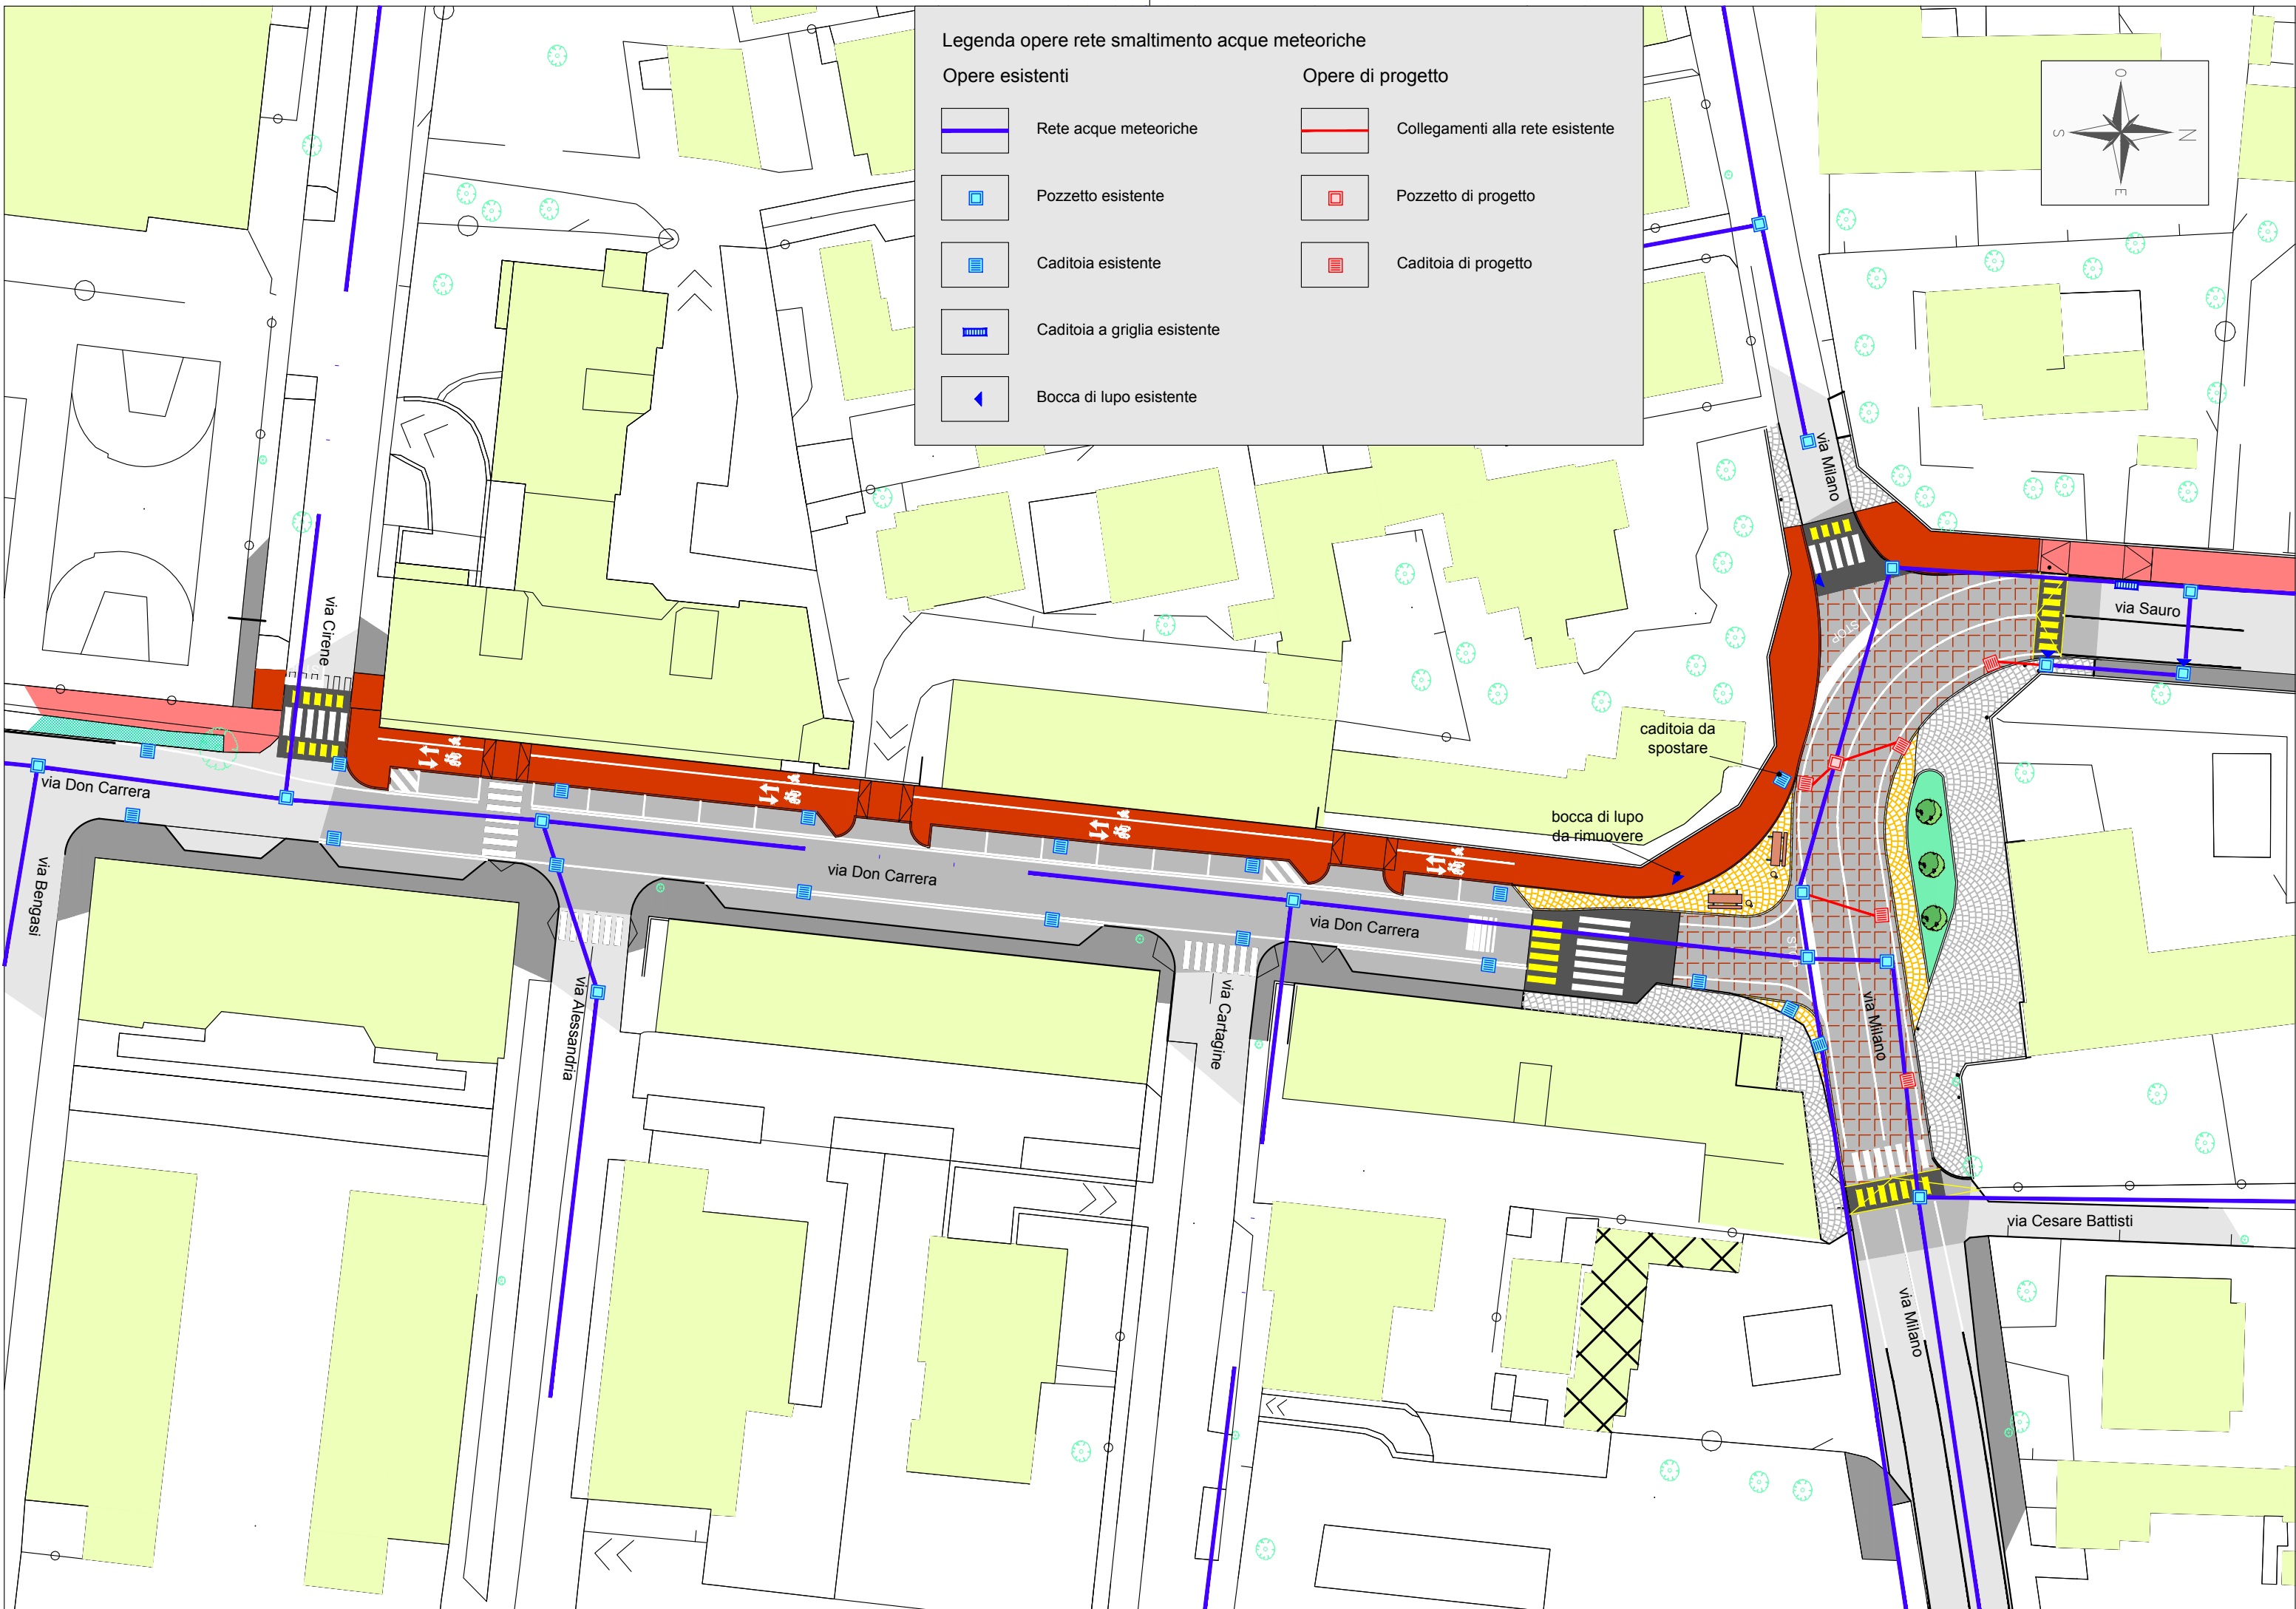 Legenda opere rete smaltimento acque meteoriche
Opere esistenti
Opere di progetto
Rete acque meteoriche
Collegamenti alla rete esistente
Pozzetto esistente
Pozzetto di progetto
Caditoia esistente
Caditoia di progetto
Caditoia a griglia esistente
Bocca di lupo esistente
O
S
N
E
via Milano
via Sauro
STOP
via Cirene
caditoia da
spostare
via Don Carrera
bocca di lupo
da rimuovere
via Bengasi
via Don Carrera
via Don Carrera
via Alessandria
via Cartagine
via Milano
via Cesare Battisti
via Milano